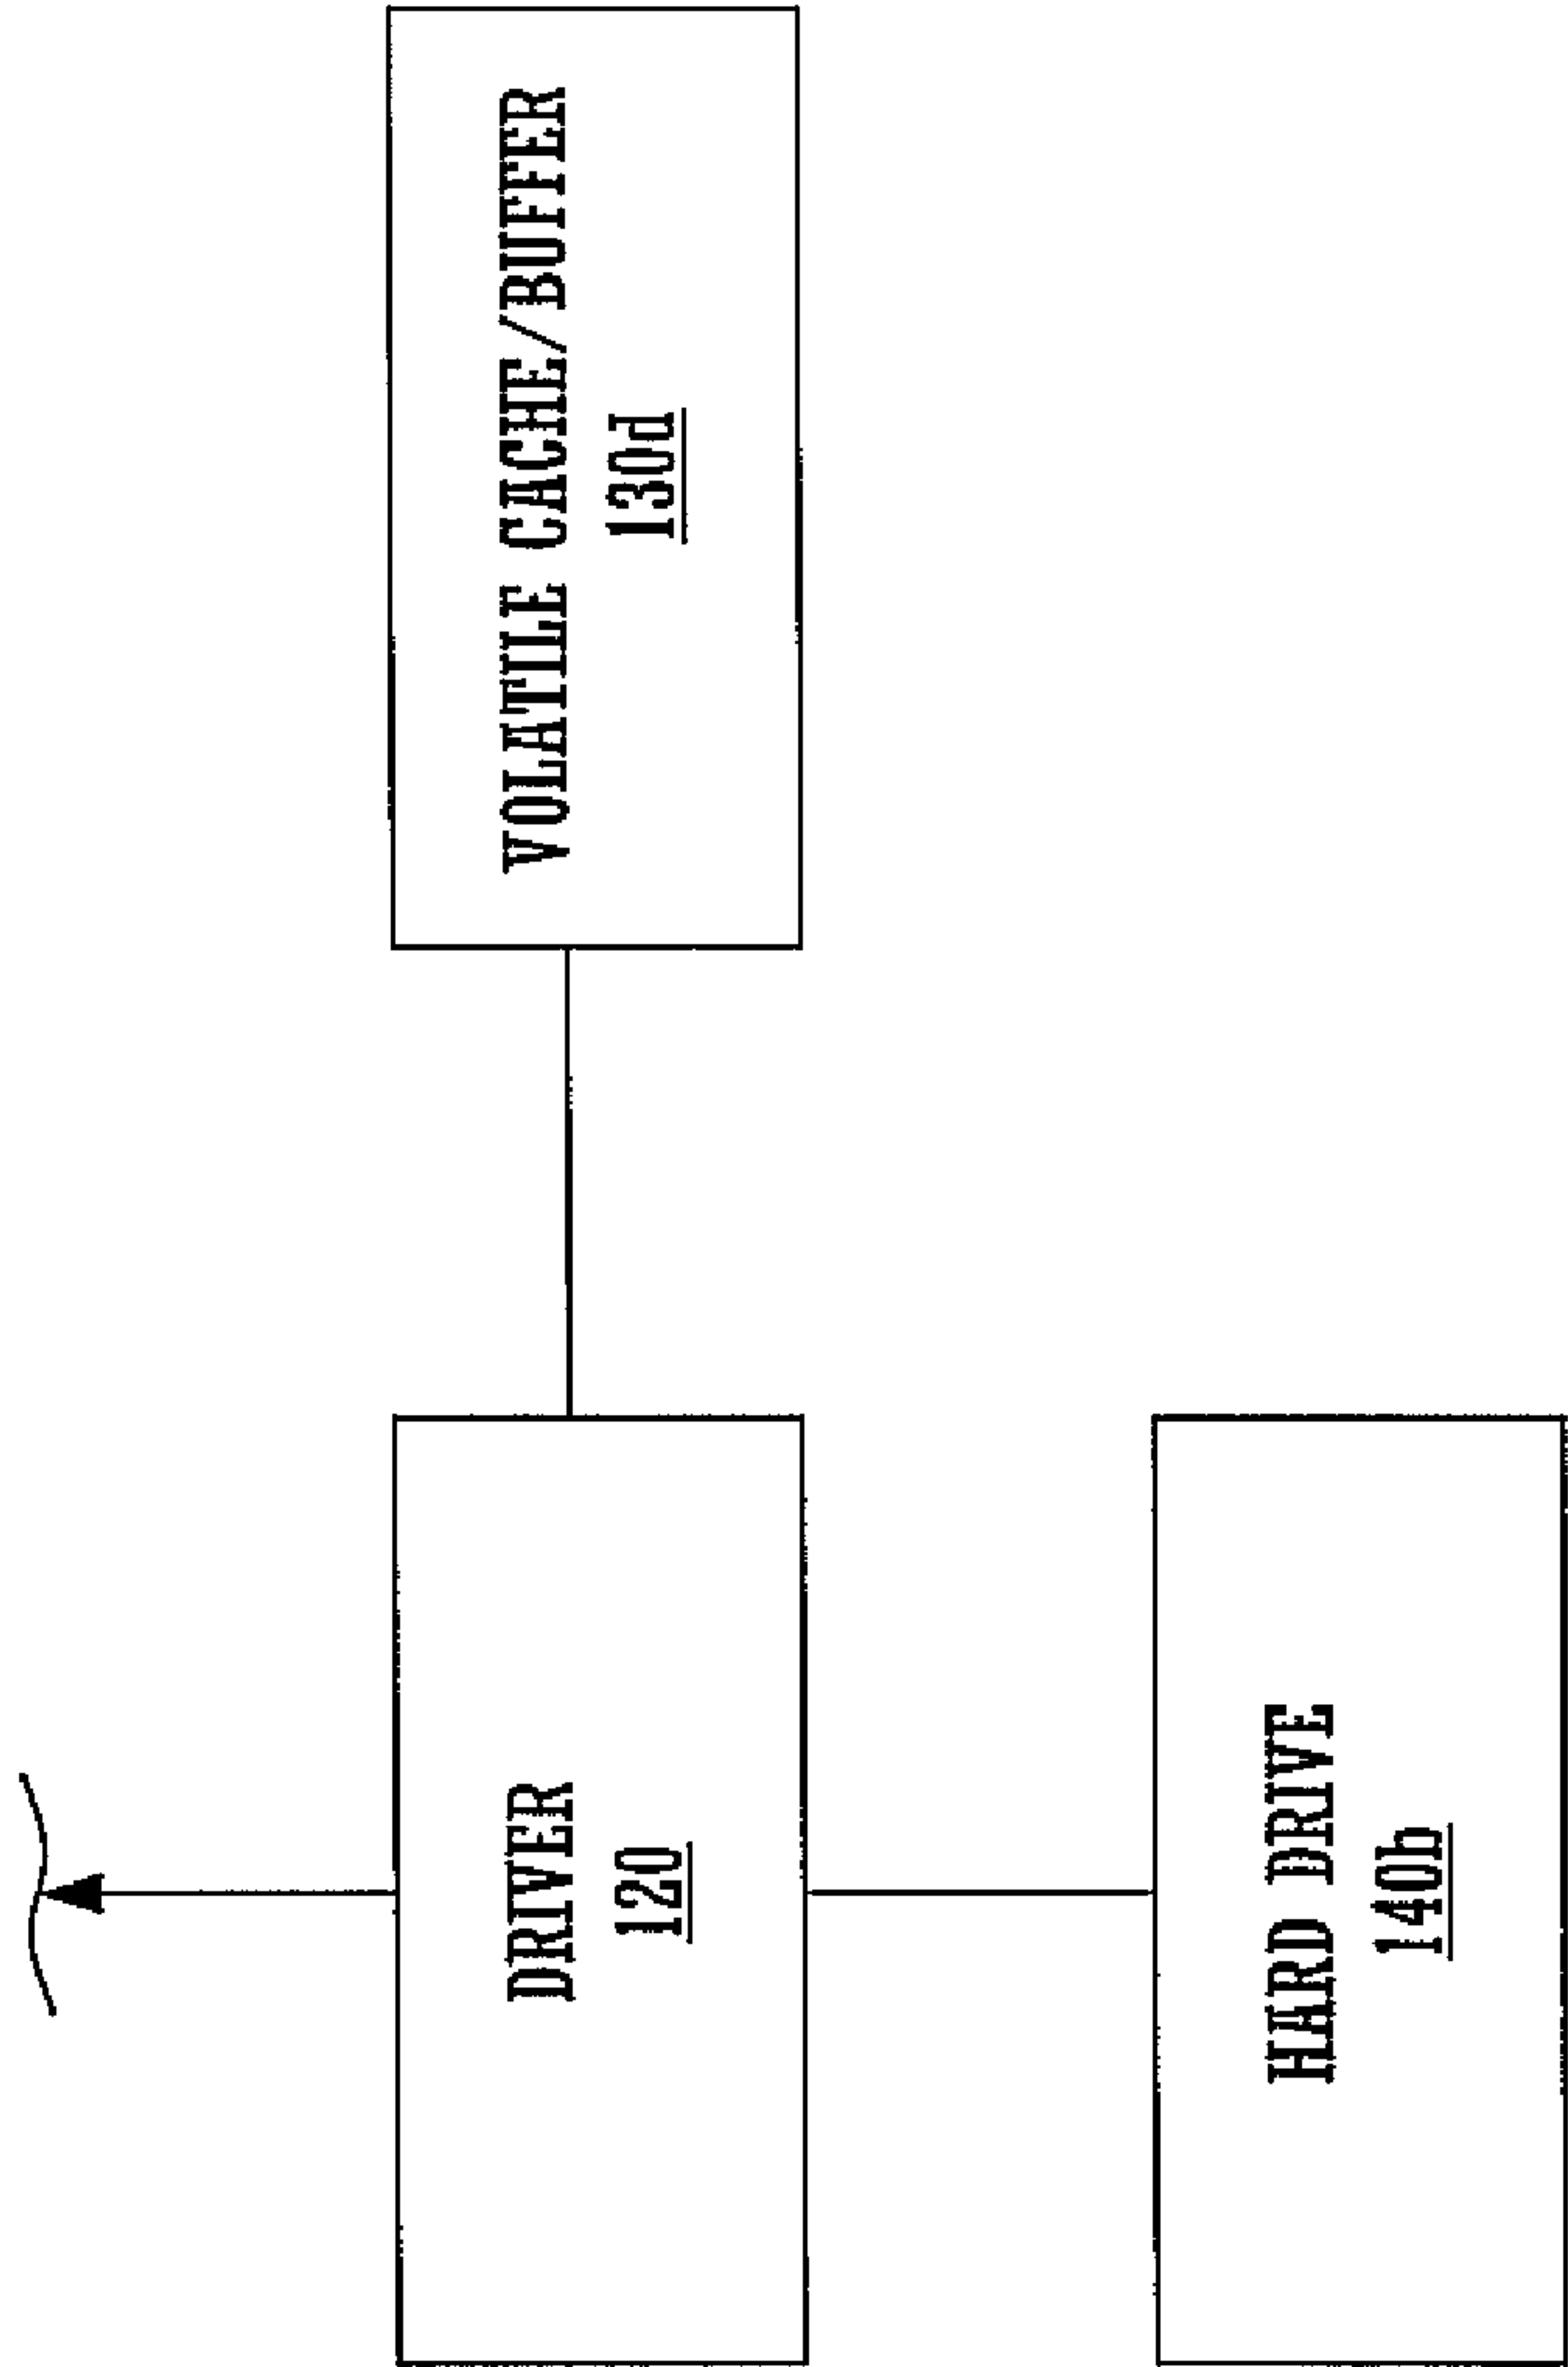 DRIVER
120
VOLATILE CACHE/BUFFER
130d
HARD DRIVE
140b